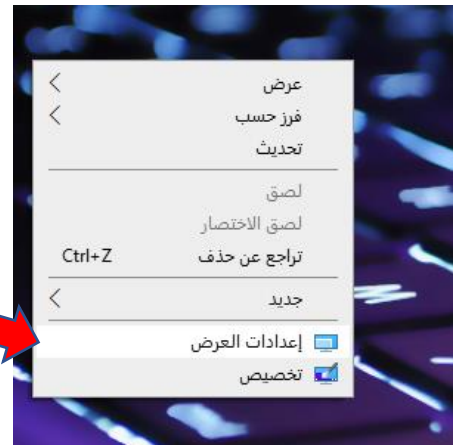 عرض
فرز حسب
تحديث
لصق
لصق الاختصار
تراجع عن حذف Ctrl+Z
جديد
إعدادات العرض
تخصيص